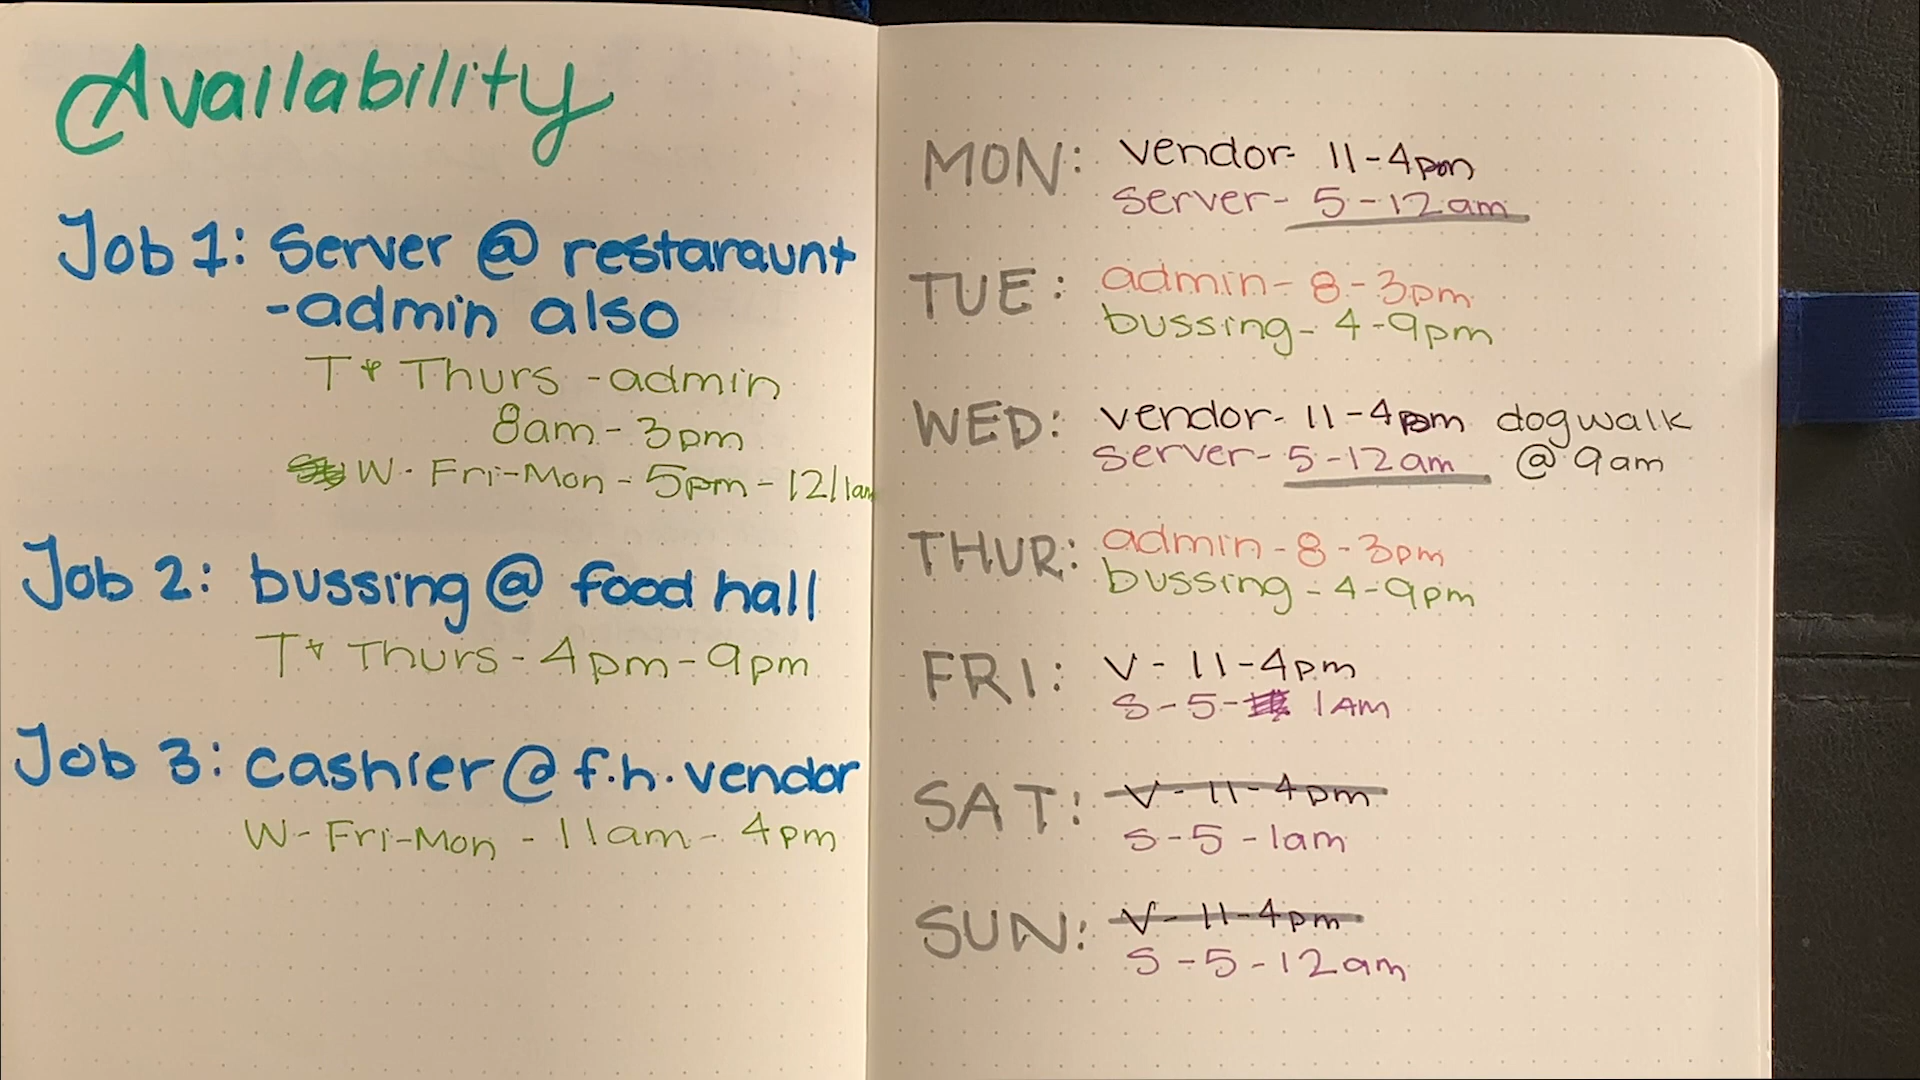 Availability
Job 1: Server @ restaraunt
-admin also
T & Thurs - admin
8am - 3pm
W - Fri-Mon - 5pm - 12/1am
Job 2: bussing @ food hall
T & Thurs - 4pm - 9pm
Job 3: cashier @ f.h. vendor
W - Fri-Mon - 11am - 4pm
MON: vendor- 11-4pm
server- 5-12am
TUE: admin- 8-3pm
bussing- 4-9pm
WED: vendor- 11-4pm dog walk
server- 5-12am @ 9am
THUR: admin - 8-3pm
bussing - 4-9pm
FRI: V - 11-4pm
S - 5 - 1AM
SAT: V - 11-4pm
S - 5 - 1am
SUN: V - 11-4pm
S - 5 - 12am